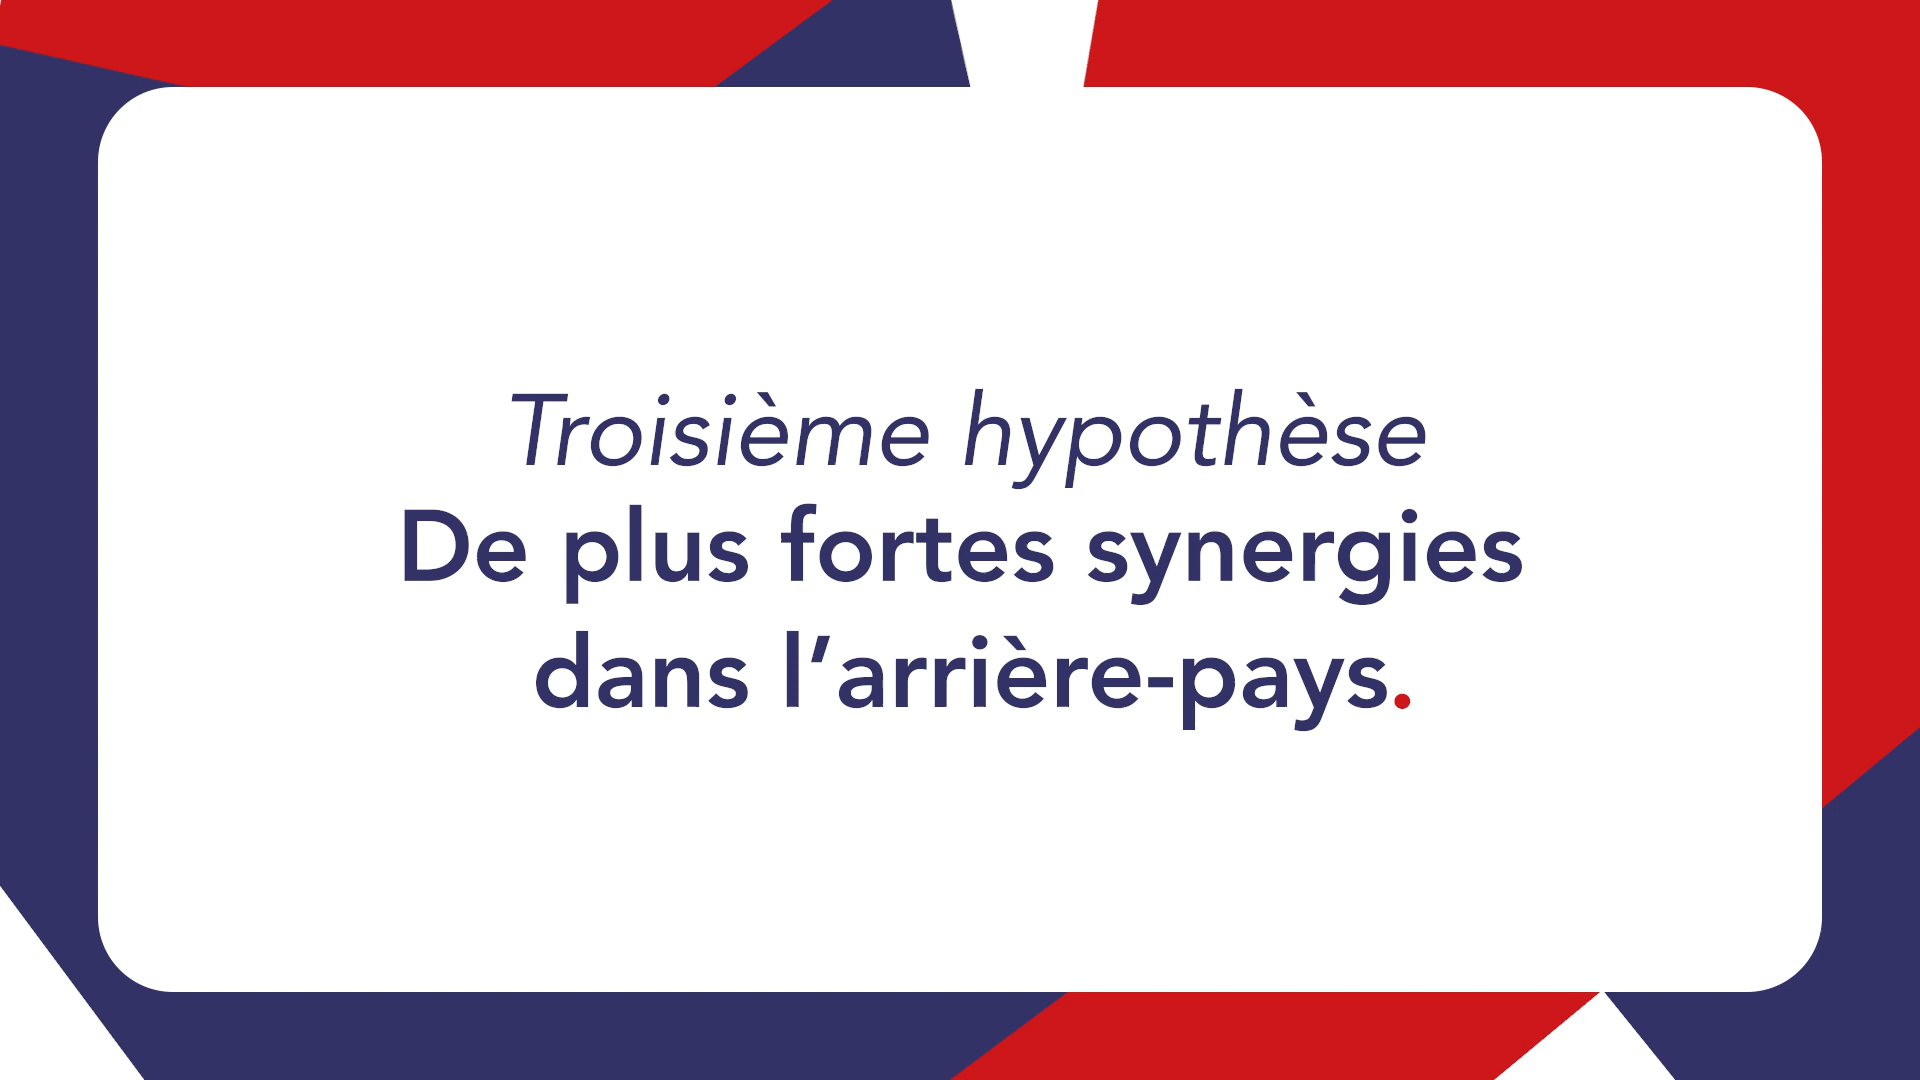 Troisième hypothèse
De plus fortes synergies
dans l’arrière-pays.